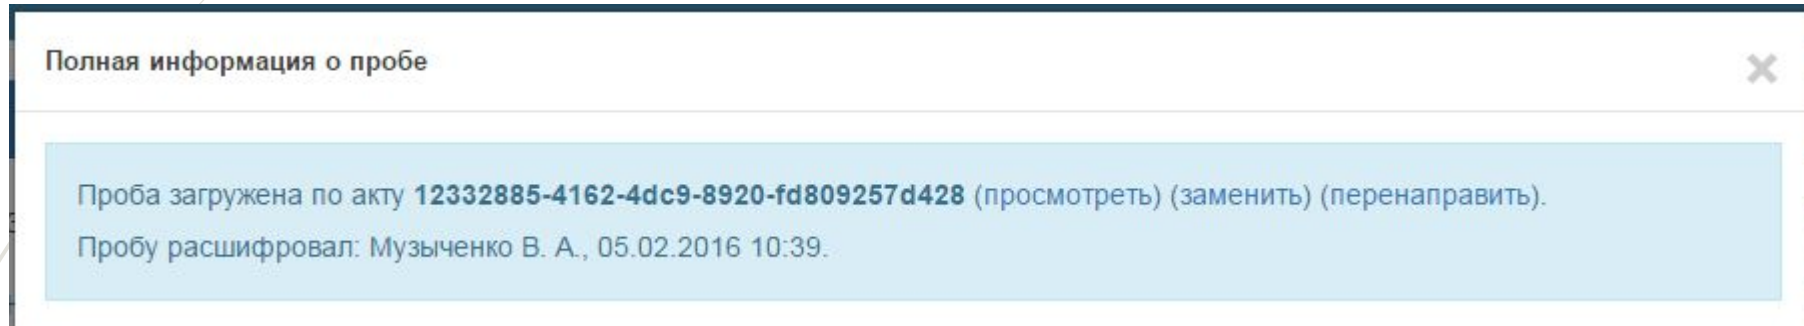 Полная информация о пробе
Проба загружена по акту 12332885-4162-4dc9-8920-fd809257d428 (просмотреть) (заменить) (перенаправить).
Пробу расшифровал: Музыченко В. А., 05.02.2016 10:39.